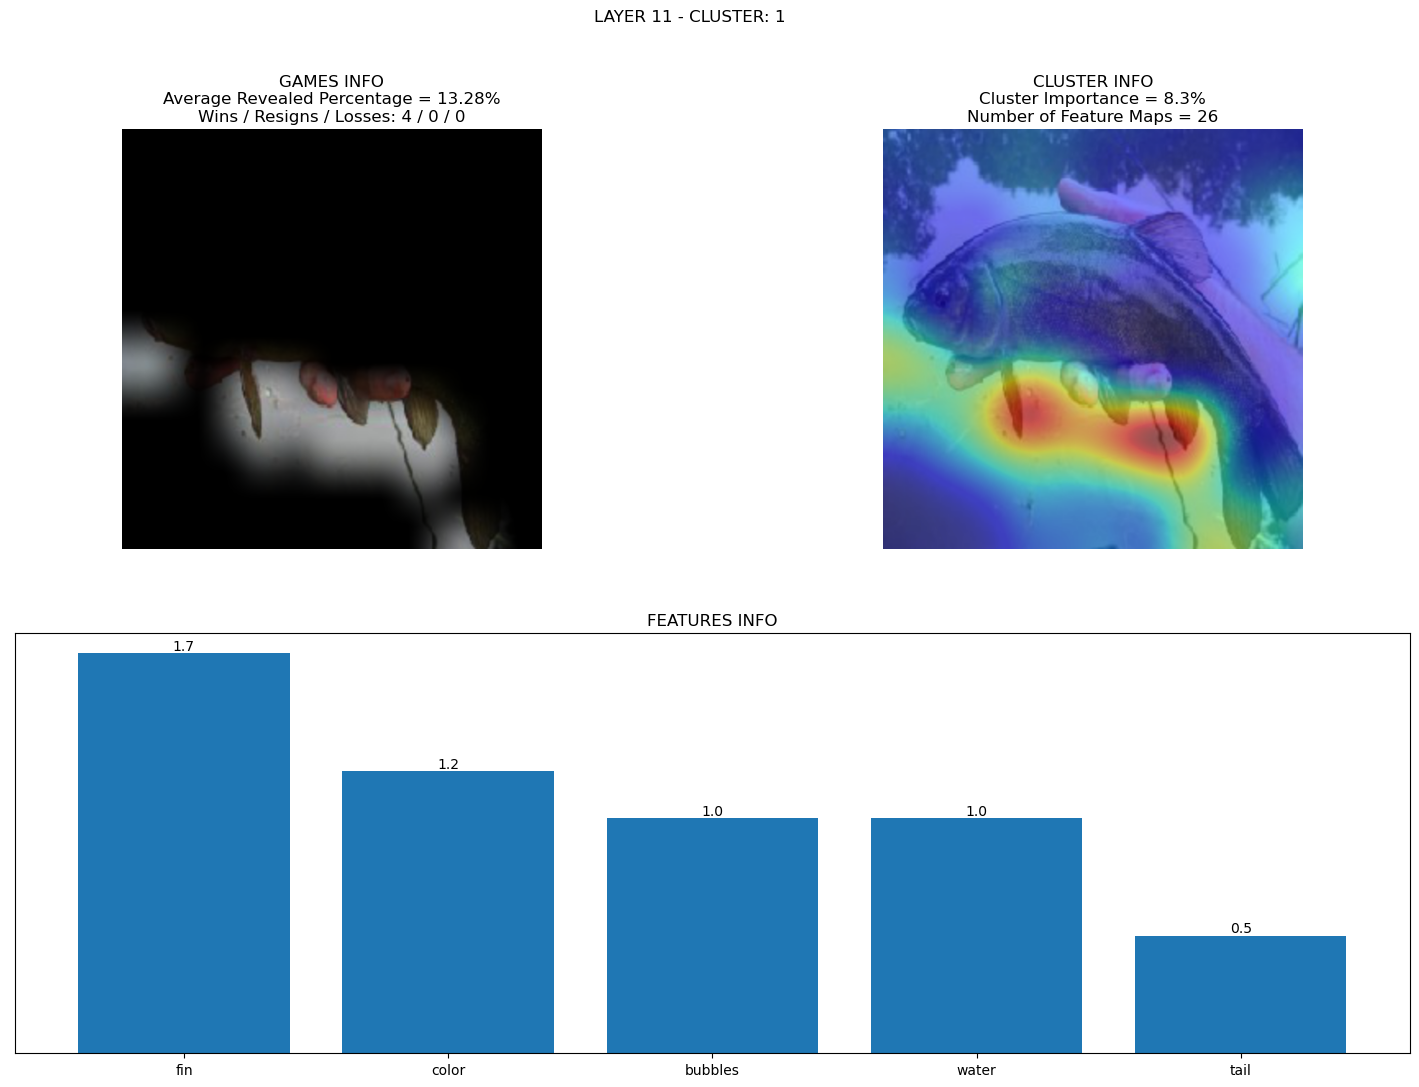 LAYER 11 - CLUSTER: 1
GAMES INFO
Average Revealed Percentage = 13.28%
Wins / Resigns / Losses: 4 / 0 / 0
CLUSTER INFO
Cluster Importance = 8.3%
Number of Feature Maps = 26
FEATURES INFO
1.7
1.2
1.0
1.0
0.5
fin
color
bubbles
water
tail